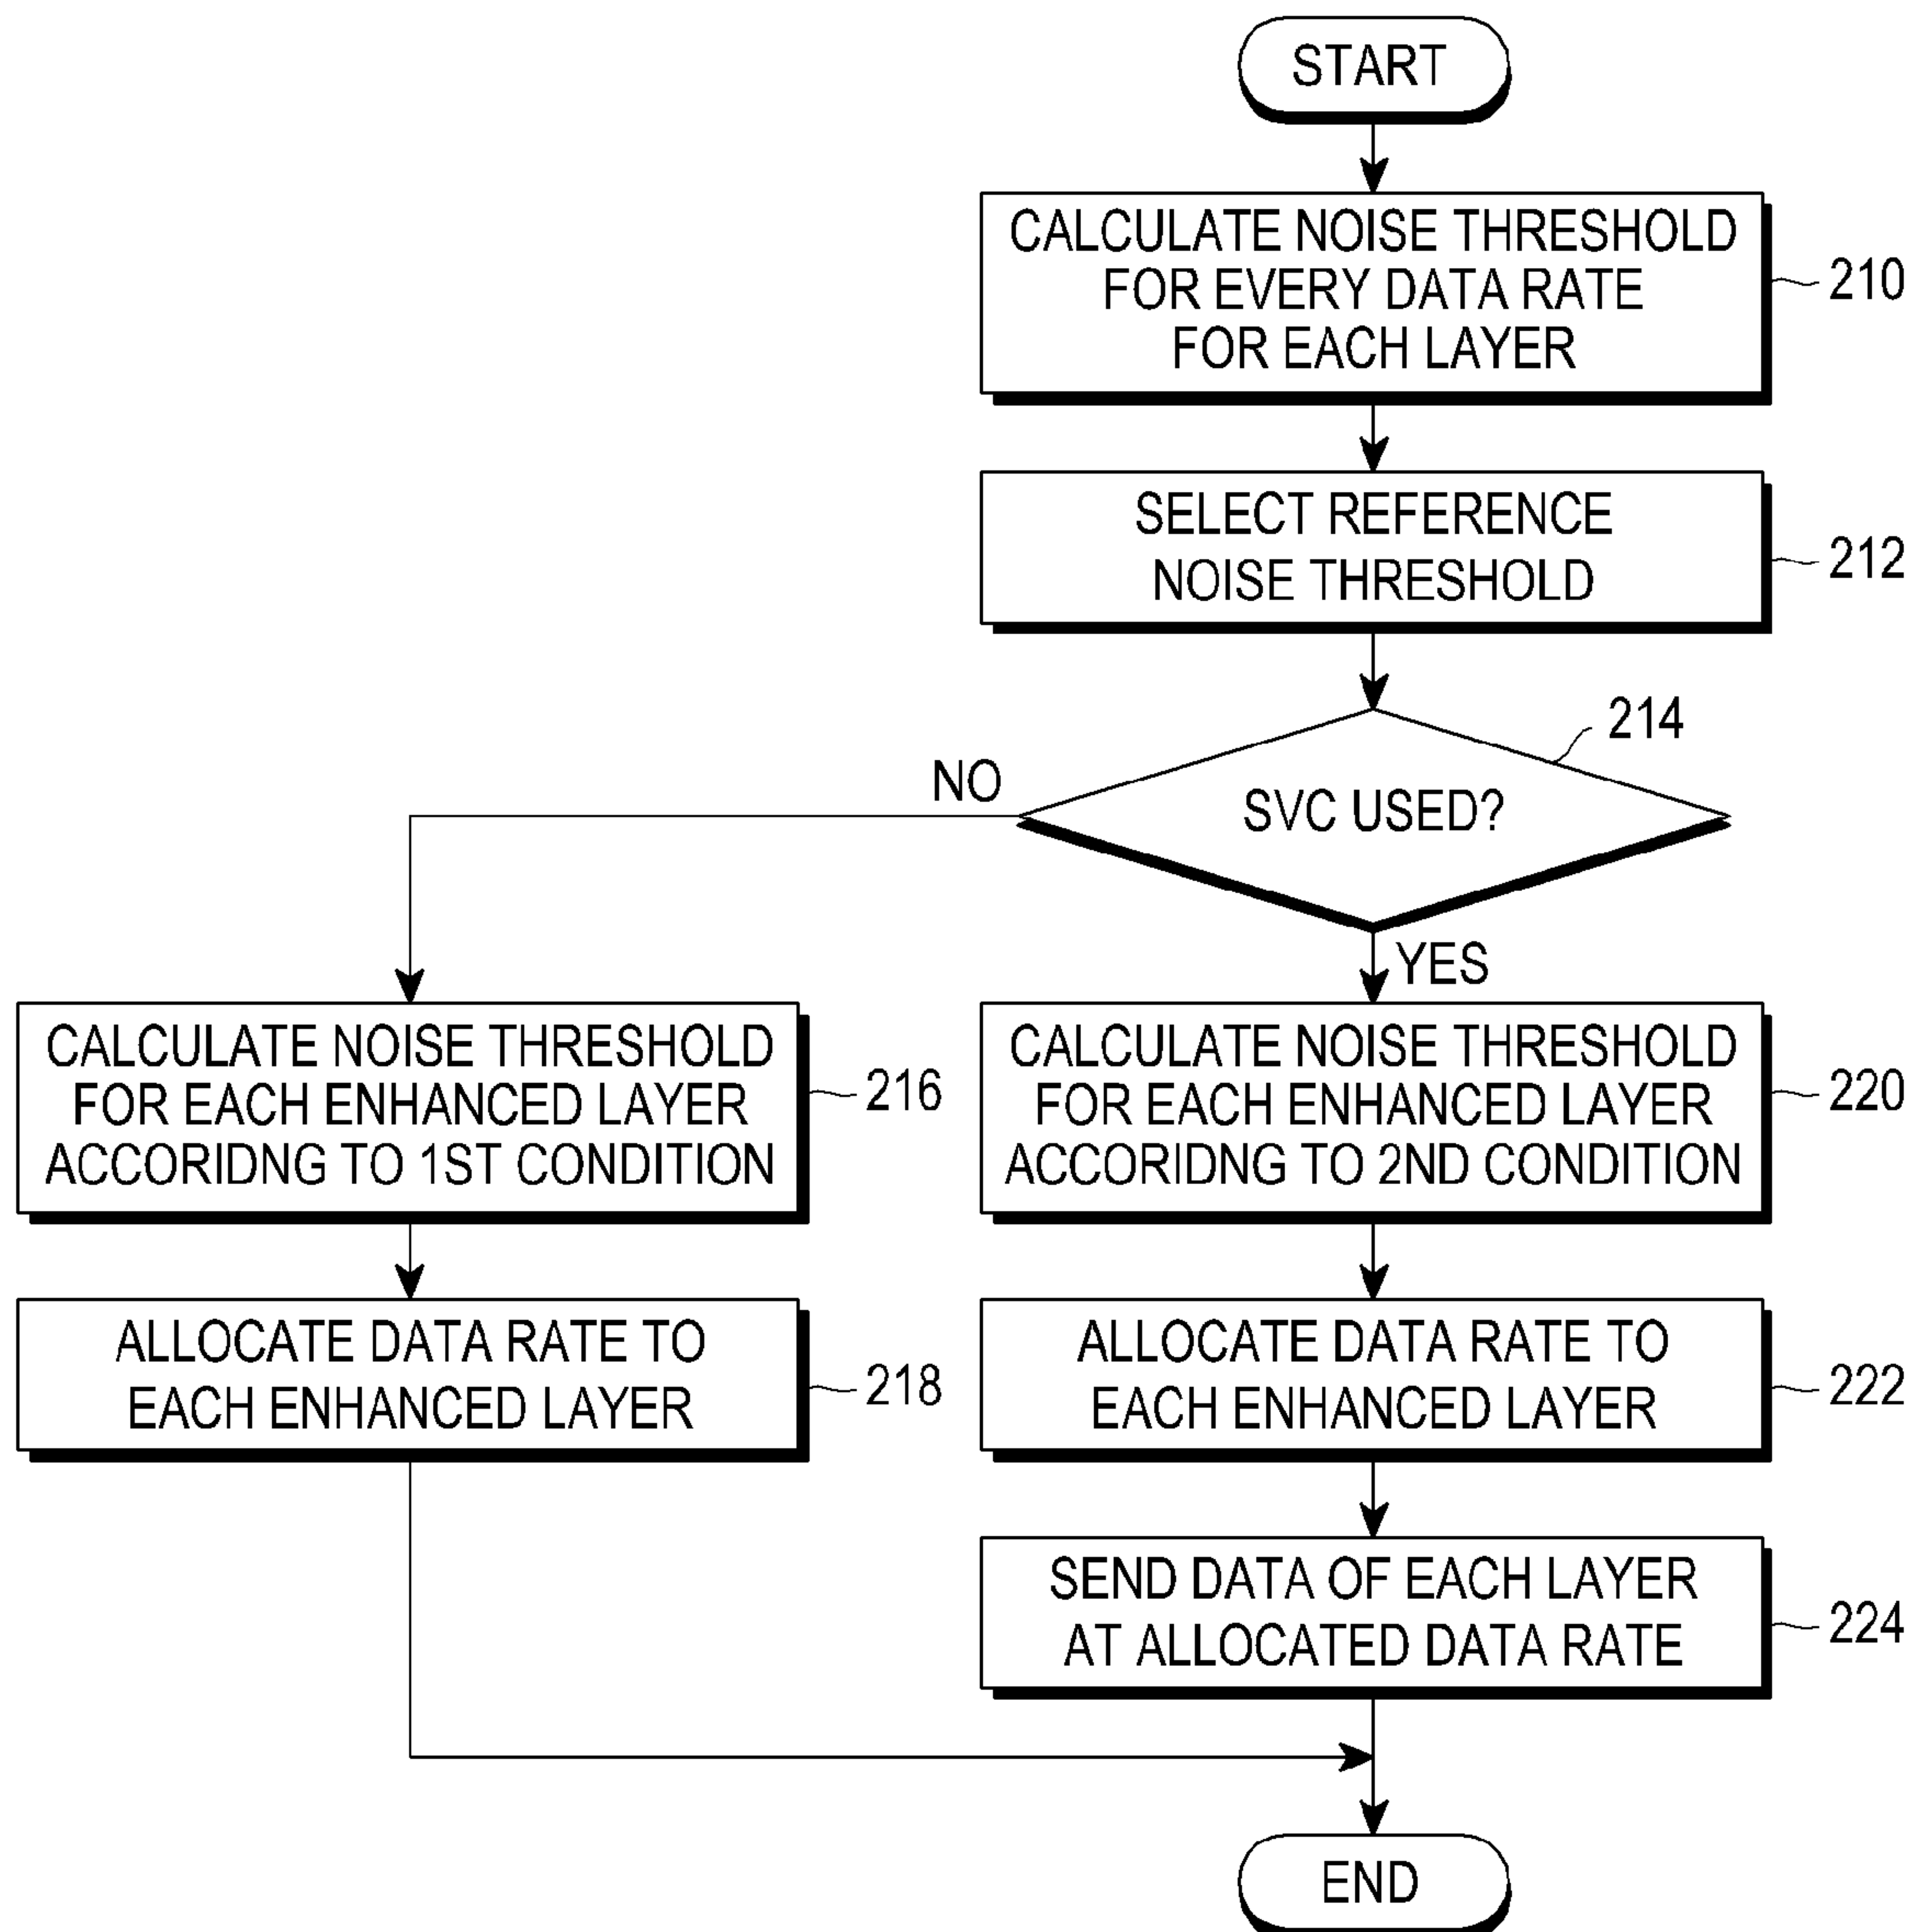 START
CALCULATE NOISE THRESHOLD
FOR EVERY DATA RATE
FOR EACH LAYER
210
SELECT REFERENCE
NOISE THRESHOLD
212
214
SVC USED?
NO
YES
CALCULATE NOISE THRESHOLD
FOR EACH ENHANCED LAYER
ACCORIDNG TO 1ST CONDITION
216
CALCULATE NOISE THRESHOLD
FOR EACH ENHANCED LAYER
ACCORIDNG TO 2ND CONDITION
220
ALLOCATE DATA RATE TO
EACH ENHANCED LAYER
218
ALLOCATE DATA RATE TO
EACH ENHANCED LAYER
222
SEND DATA OF EACH LAYER
AT ALLOCATED DATA RATE
224
END